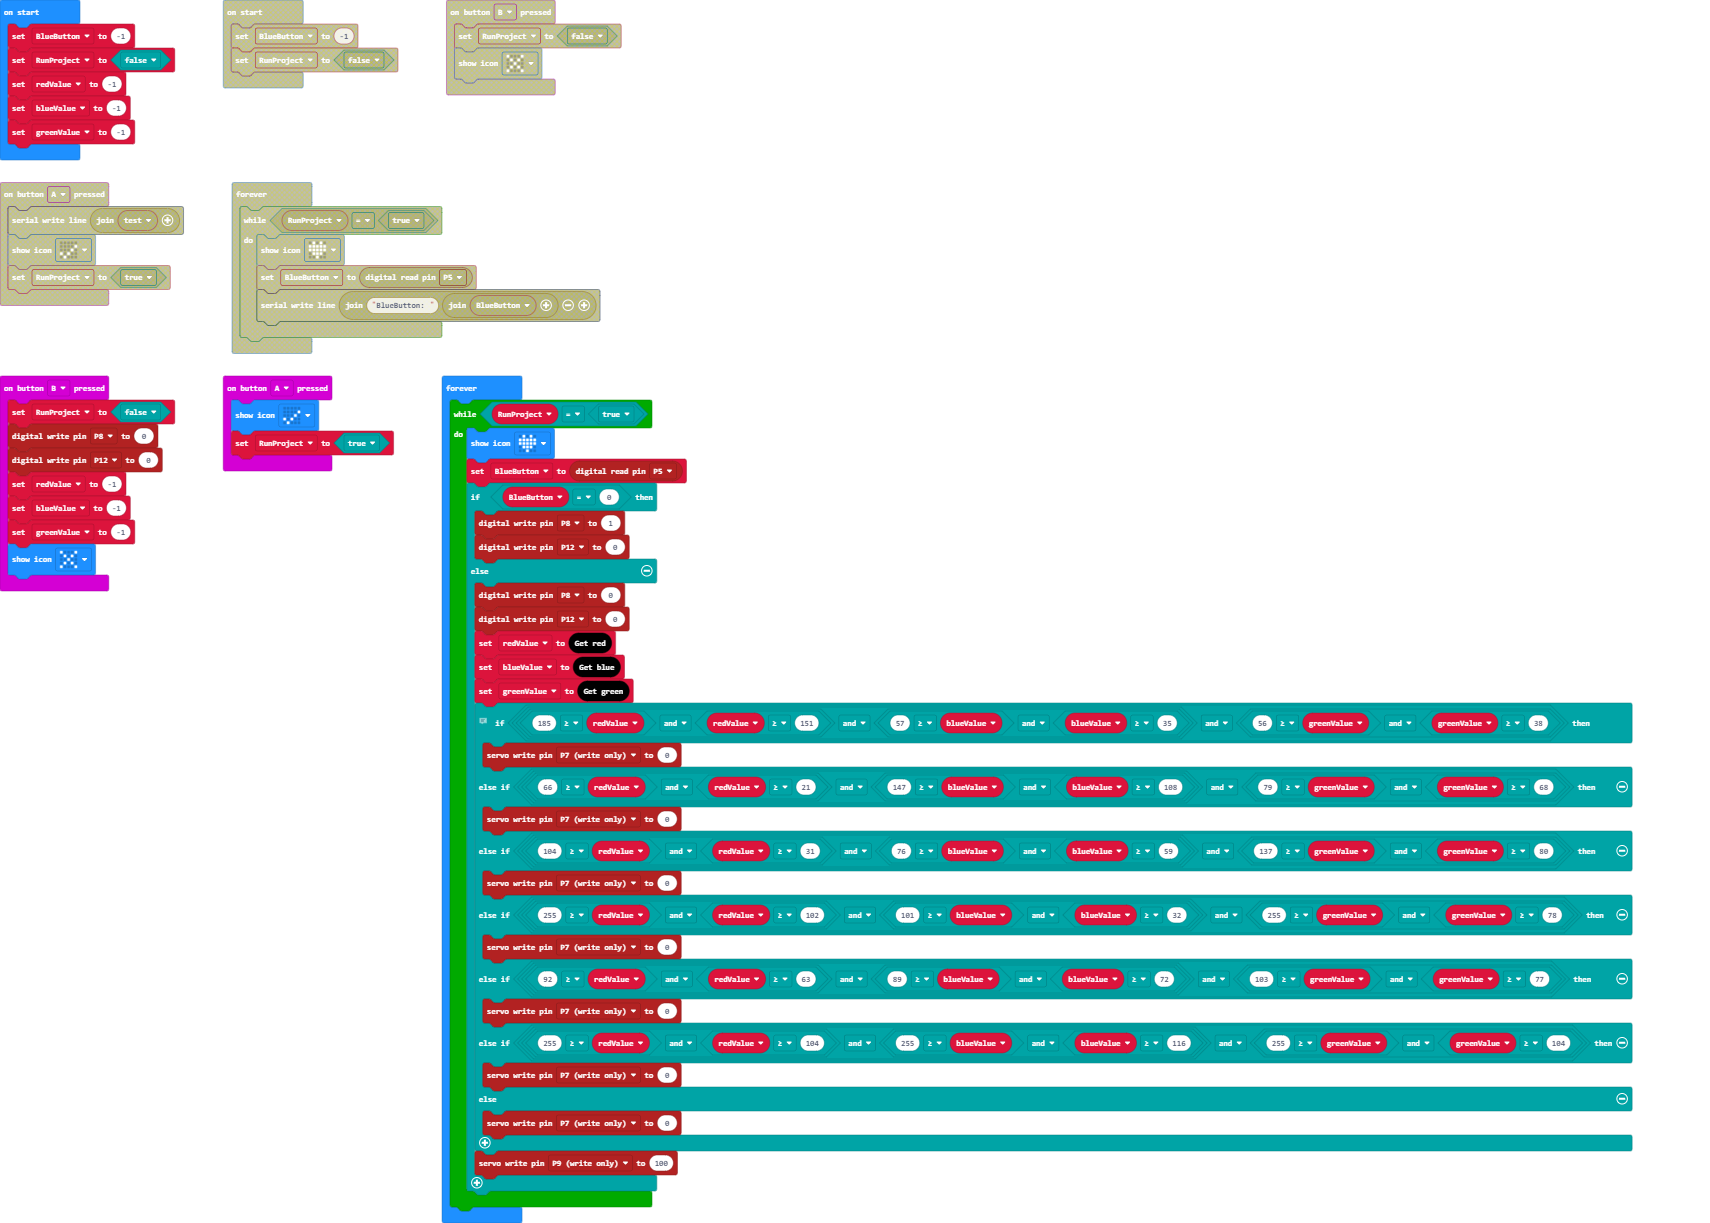 on start
set BlueButton to -1
set RunProject to false
set redValue to -1
set blueValue to -1
set greenValue to -1
on start
set BlueButton to -1
set RunProject to false
on button B pressed
set RunProject to false
show icon
on button A pressed
serial write line join test
show icon
set RunProject to true
forever
while RunProject = true
do
show icon
set BlueButton to digital read pin P5
serial write line join "BlueButton: " join BlueButton
on button B pressed
set RunProject to false
digital write pin P8 to 0
digital write pin P12 to 0
set redValue to -1
set blueValue to -1
set greenValue to -1
show icon
on button A pressed
show icon
set RunProject to true
forever
while RunProject = true
do
show icon
set BlueButton to digital read pin P5
if BlueButton = 0 then
digital write pin P8 to 1
digital write pin P12 to 0
else
digital write pin P8 to 0
digital write pin P12 to 0
set redValue to Get red
set blueValue to Get blue
set greenValue to Get green
if 185 ≥ redValue and redValue ≥ 151 and 57 ≥ blueValue and blueValue ≥ 35 and 56 ≥ greenValue and greenValue ≥ 38 then
servo write pin P7 (write only) to 0
else if 66 ≥ redValue and redValue ≥ 21 and 147 ≥ blueValue and blueValue ≥ 108 and 79 ≥ greenValue and greenValue ≥ 68 then
servo write pin P7 (write only) to 0
else if 104 ≥ redValue and redValue ≥ 31 and 76 ≥ blueValue and blueValue ≥ 59 and 137 ≥ greenValue and greenValue ≥ 80 then
servo write pin P7 (write only) to 0
else if 255 ≥ redValue and redValue ≥ 102 and 101 ≥ blueValue and blueValue ≥ 32 and 255 ≥ greenValue and greenValue ≥ 78 then
servo write pin P7 (write only) to 0
else if 92 ≥ redValue and redValue ≥ 63 and 89 ≥ blueValue and blueValue ≥ 72 and 103 ≥ greenValue and greenValue ≥ 77 then
servo write pin P7 (write only) to 0
else if 255 ≥ redValue and redValue ≥ 104 and 255 ≥ blueValue and blueValue ≥ 116 and 255 ≥ greenValue and greenValue ≥ 104 then
servo write pin P7 (write only) to 0
else
servo write pin P7 (write only) to 0
servo write pin P9 (write only) to 100